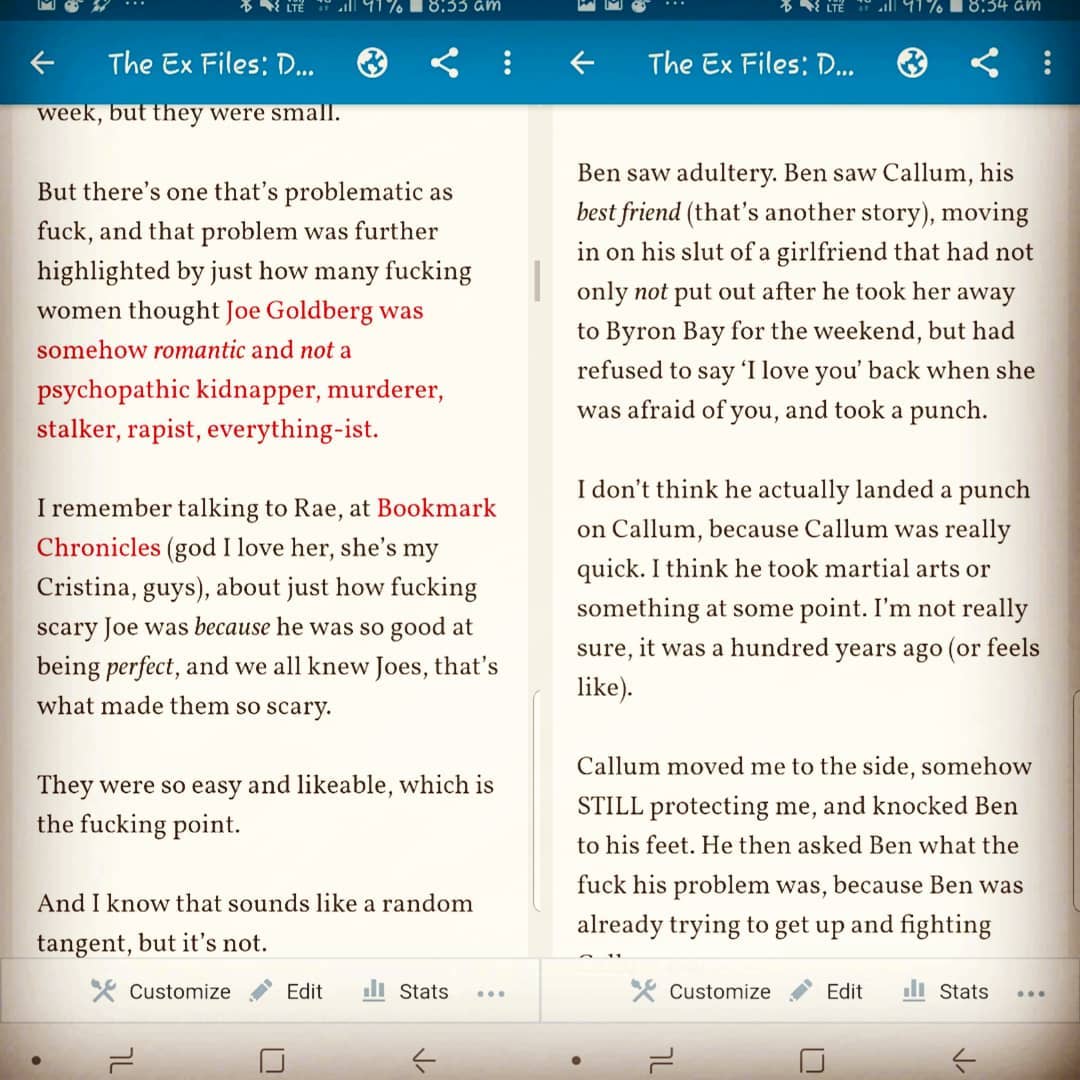 97% 8:33 am
The Ex Files: D...
week, but they were small.
But there's one that's problematic as
fuck, and that problem was further
highlighted by just how many fucking
women thought Joe Goldberg was
somehow romantic and not a
psychopathic kidnapper, murderer,
stalker, rapist, everything-ist.
I remember talking to Rae, at Bookmark
Chronicles (god I love her, she's my
Cristina, guys), about just how fucking
scary Joe was because he was so good at
being perfect, and we all knew Joes, that's
what made them so scary.
They were so easy and likeable, which is
the fucking point.
And I know that sounds like a random
tangent, but it's not.
Customize Edit Stats
LTE 97% 8:34 am
The Ex Files: D...
Ben saw adultery. Ben saw Callum, his
best friend (that's another story), moving
in on his slut of a girlfriend that had not
only not put out after he took her away
to Byron Bay for the weekend, but had
refused to say 'I love you' back when she
was afraid of you, and took a punch.
I don't think he actually landed a punch
on Callum, because Callum was really
quick. I think he took martial arts or
something at some point. I'm not really
sure, it was a hundred years ago (or feels
like).
Callum moved me to the side, somehow
STILL protecting me, and knocked Ben
to his feet. He then asked Ben what the
fuck his problem was, because Ben was
already trying to get up and fighting
Customize Edit Stats